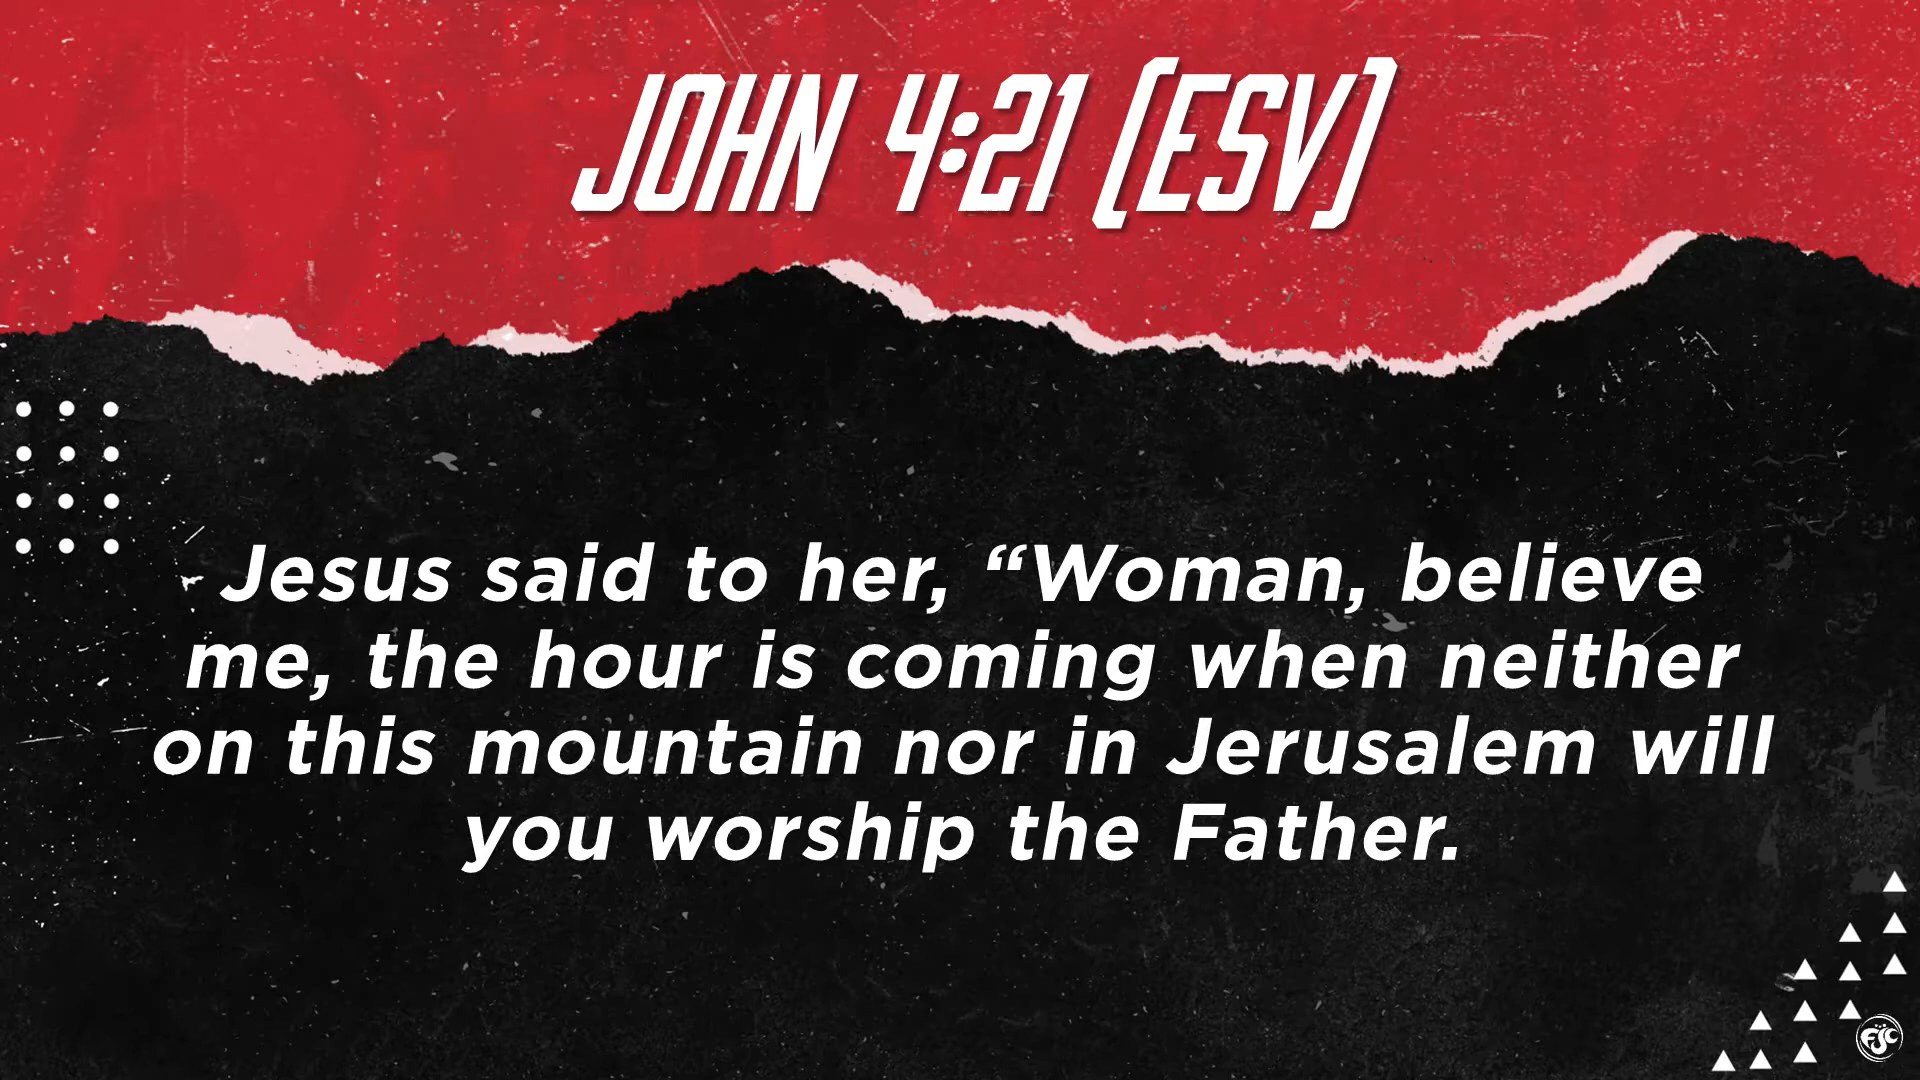 JOHN 4:21 (ESV)
Jesus said to her, “Woman, believe
me, the hour is coming when neither
on this mountain nor in Jerusalem will
you worship the Father.
FJC